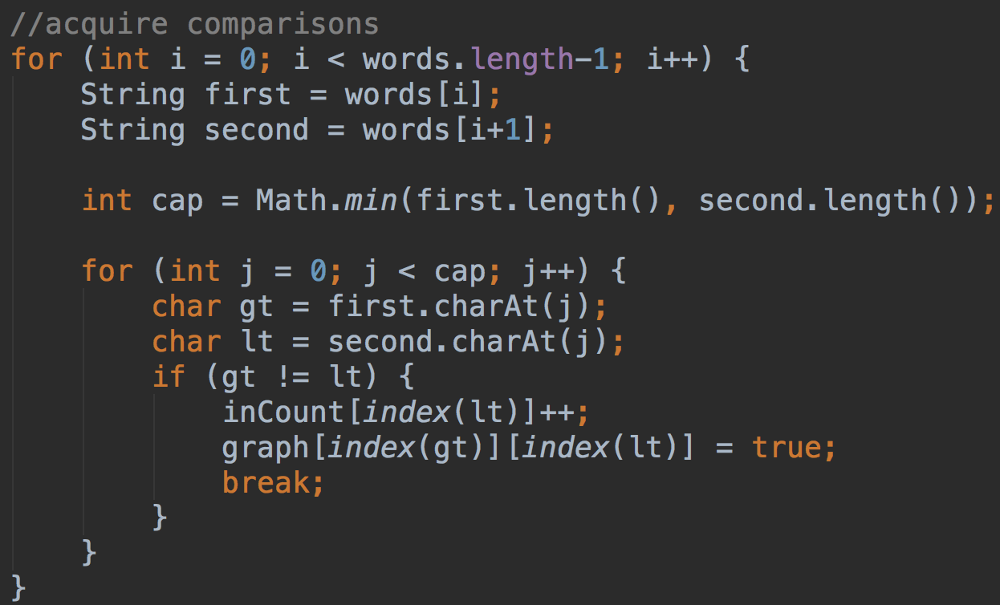 //acquire comparisons
for (int i = 0; i < words.length-1; i++) {
    String first = words[i];
    String second = words[i+1];

    int cap = Math.min(first.length(), second.length());

    for (int j = 0; j < cap; j++) {
        char gt = first.charAt(j);
        char lt = second.charAt(j);
        if (gt != lt) {
            inCount[index(lt)]++;
            graph[index(gt)][index(lt)] = true;
            break;
        }
    }
}